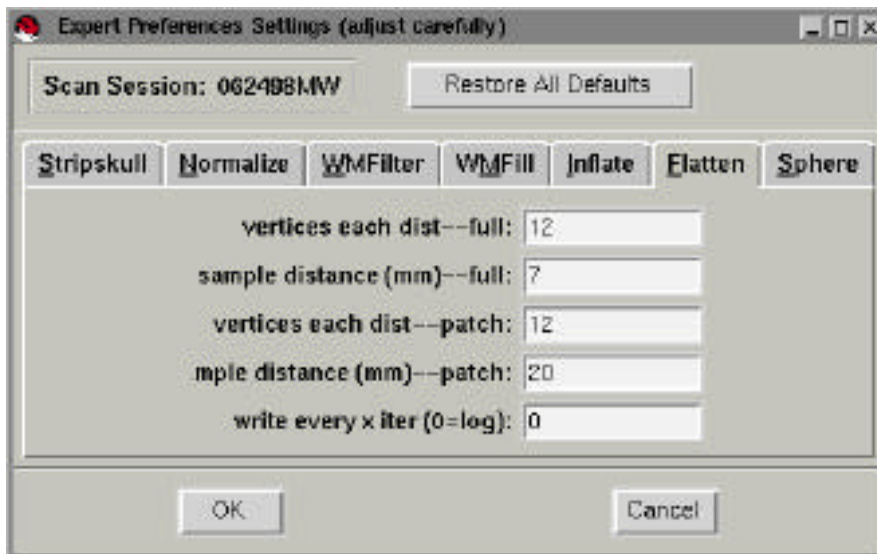 Expert Preferences Settings (adjust carefully)
Scan Session: 062498MW
Restore All Defaults
Stripskull Normalize WMFilter WMFill Inflate Flatten Sphere
vertices each dist--full: 12
sample distance (mm)--full: 7
vertices each dist--patch: 12
mple distance (mm)--patch: 20
write every x iter (0=log): 0
OK Cancel